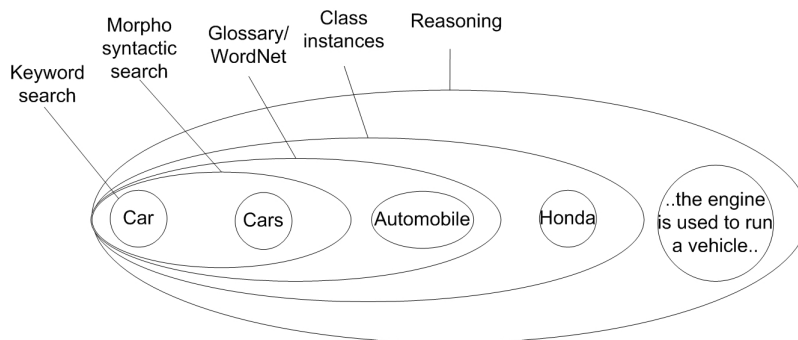 Keyword
search
Morpho
syntactic
search
Glossary/
WordNet
Class
instances
Reasoning
Car
Cars
Automobile
Honda
..the engine
is used to run
a vehicle..